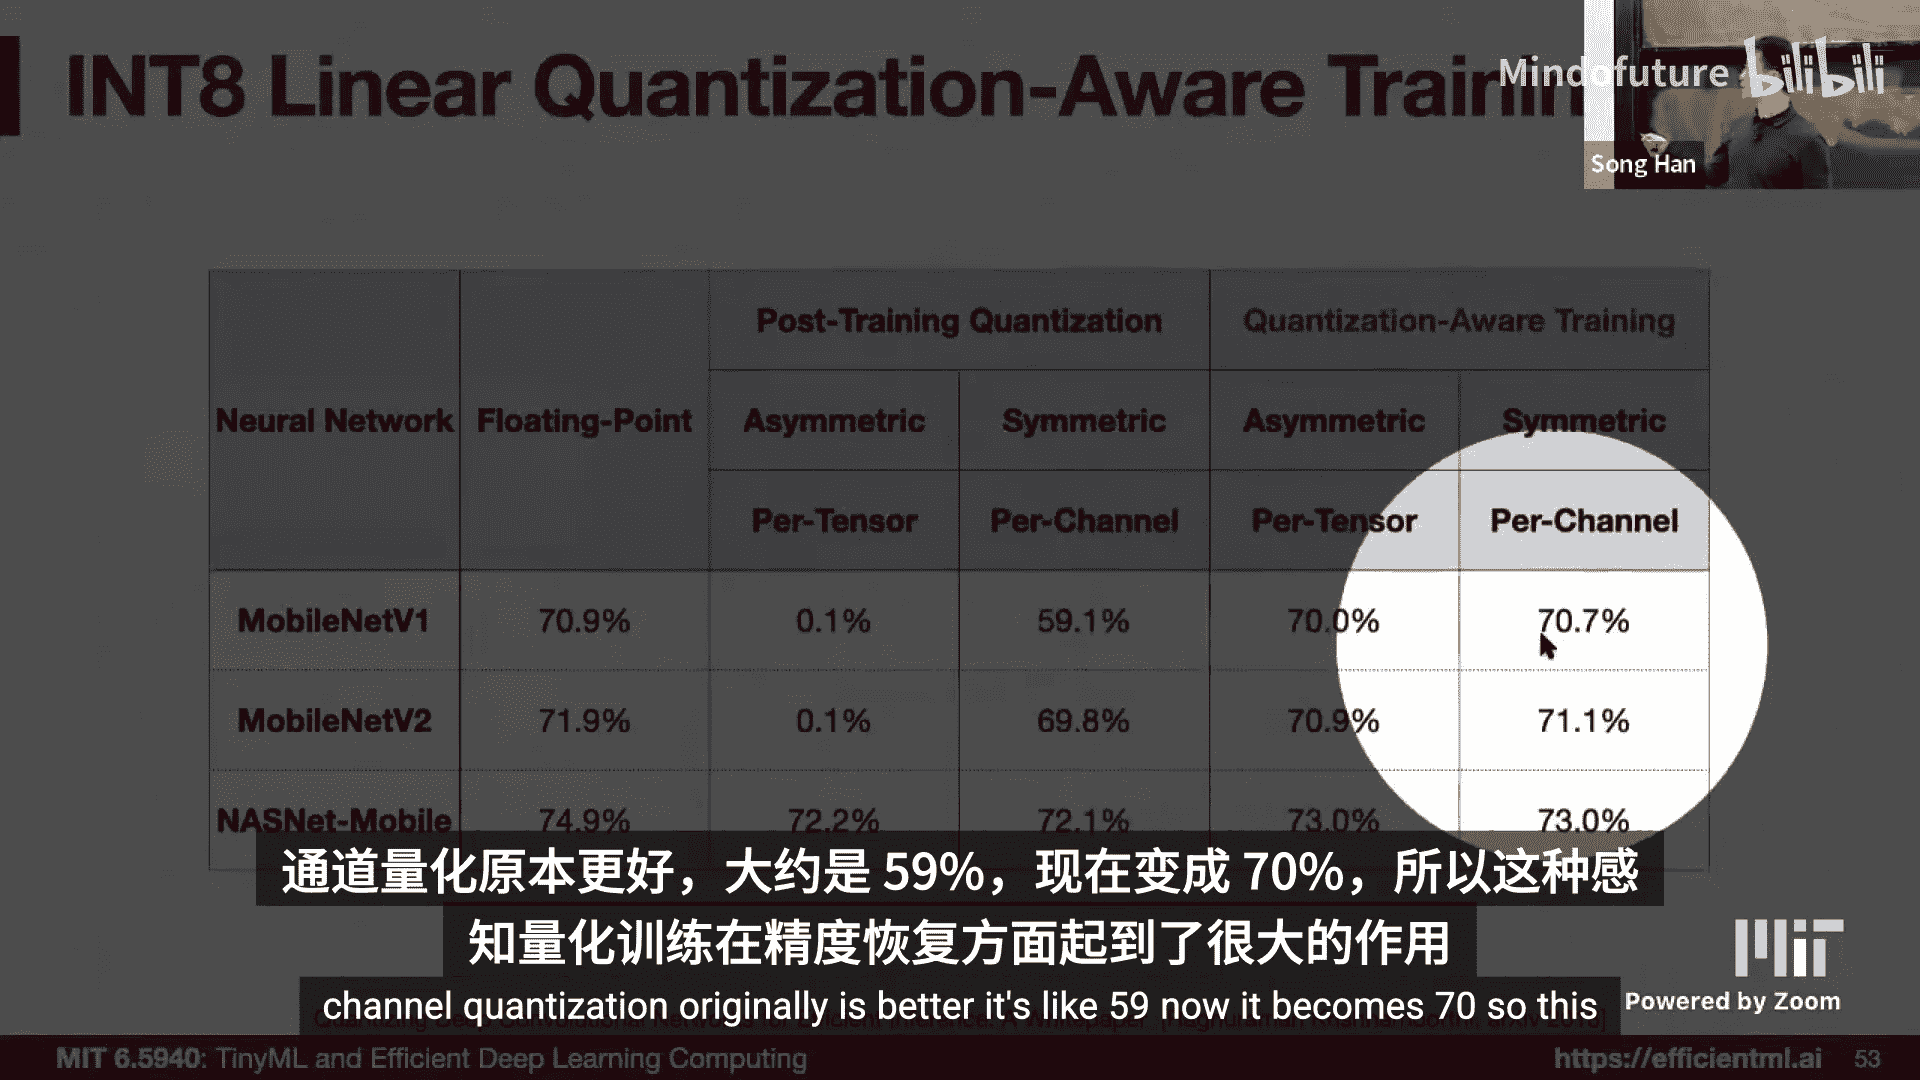 INT8 Linear Quantization-Aware Trainin
Mindofuture bilibili
Song Han
Post-Training Quantization Quantization-Aware Training
Neural Network Floating-Point Asymmetric Symmetric Asymmetric Symmetric
Per-Tensor Per-Channel Per-Tensor Per-Channel
MobileNetV1 70.9% 0.1% 59.1% 70.0% 70.7%
MobileNetV2 71.9% 0.1% 69.8% 70.9% 71.1%
NASNet-Mobile 74.9% 72.2% 72.1% 73.0% 73.0%
通道量化原本更好，大约是 59%，现在变成 70%，所以这种感
知量化训练在精度恢复方面起到了很大的作用
channel quantization originally is better it's like 59 now it becomes 70 so this
MIT
Powered by Zoom
MIT 6.5940: TinyML and Efficient Deep Learning Computing
https://efficientml.ai 53